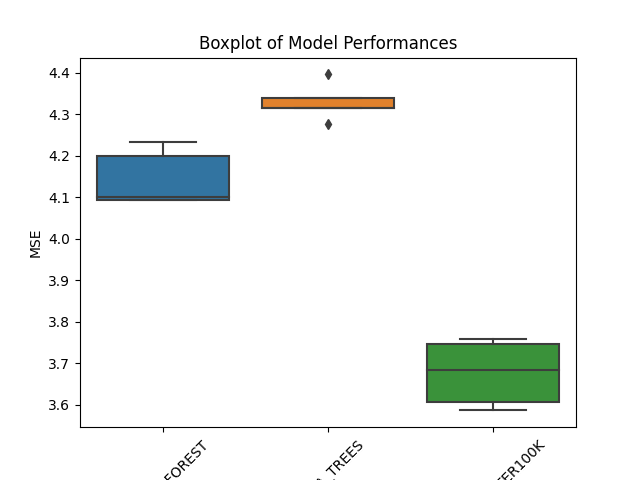 Boxplot of Model Performances
MSE
4.4
4.3
4.2
4.1
4.0
3.9
3.8
3.7
3.6
FOREST
TREES
ER100K